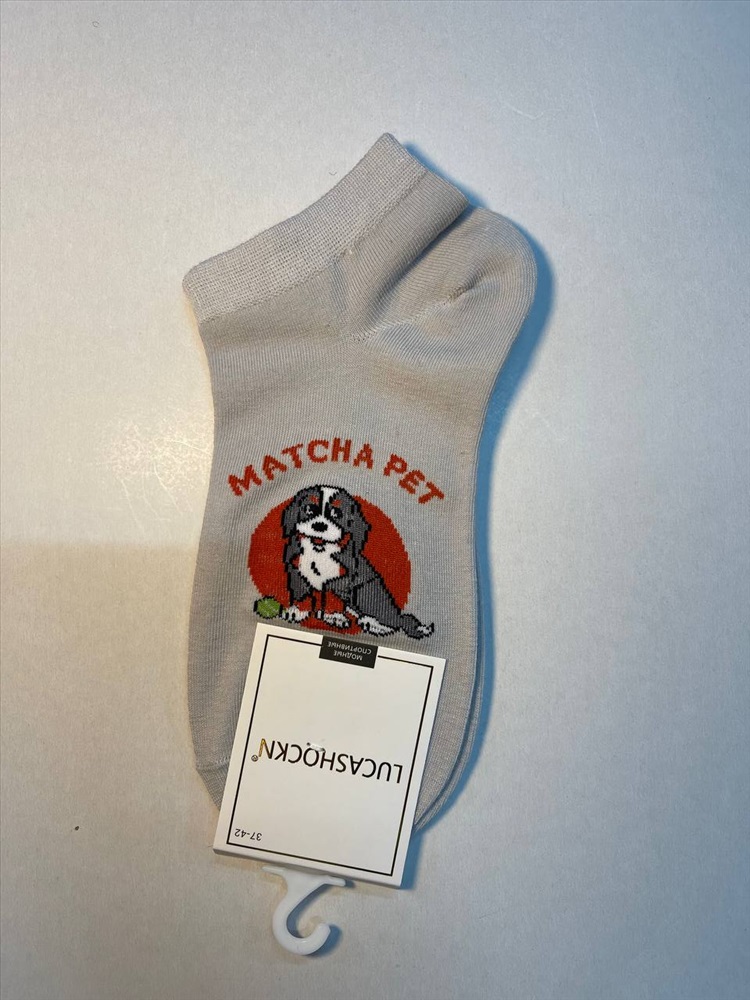 MATCHA PET
МОДНЫЕ
СПОРТИВНЫЕ
LUCASHOCKN®
37-42